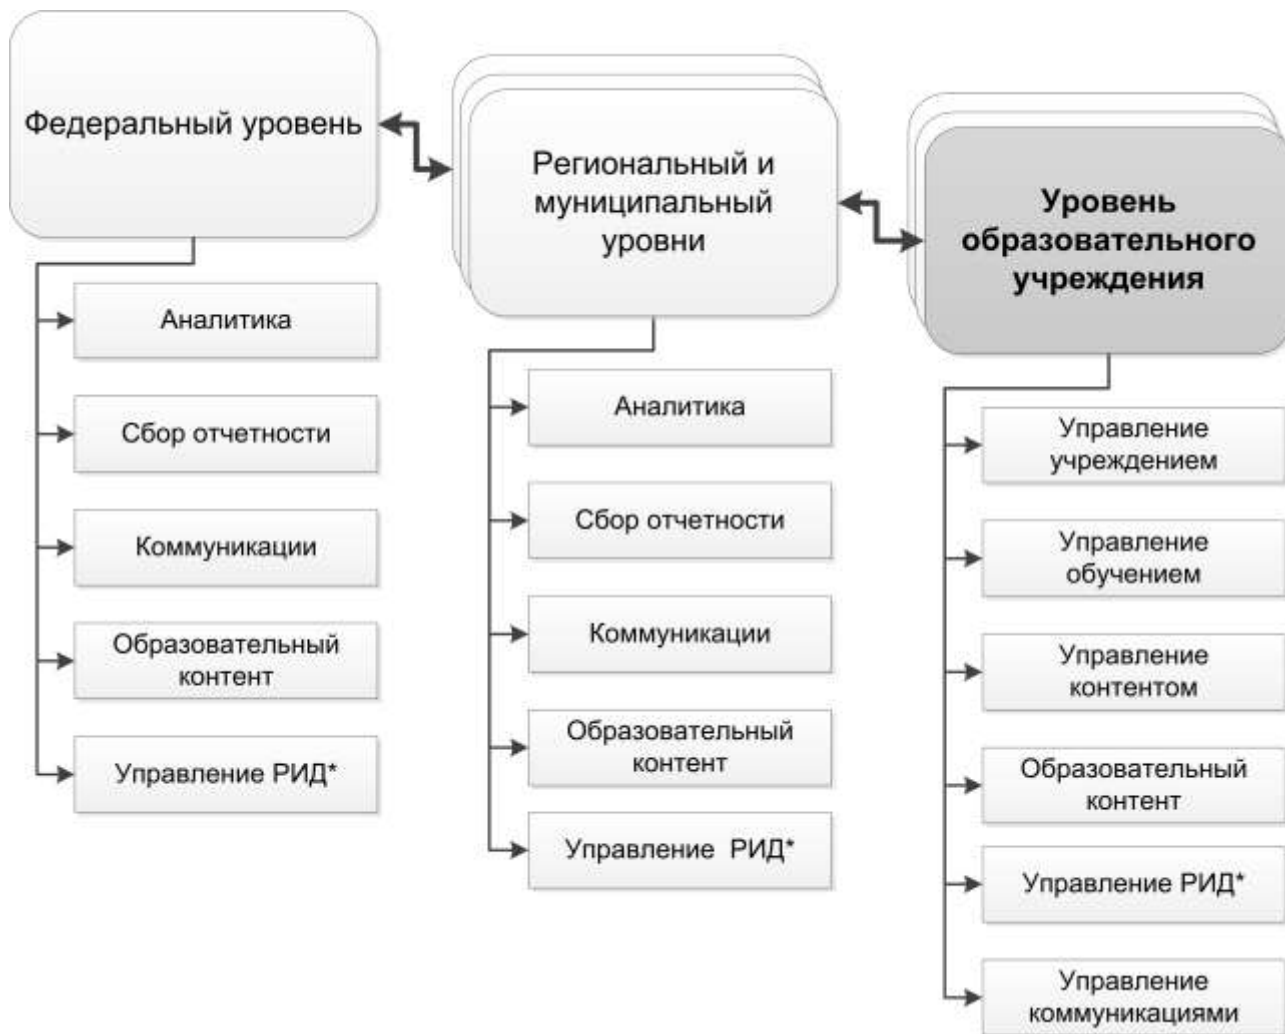 Федеральный уровень
Аналитика
Сбор отчетности
Коммуникации
Образовательный
контент
Управление РИД*
Региональный и
муниципальный
уровни
Аналитика
Сбор отчетности
Коммуникации
Образовательный
контент
Управление РИД*
Уровень
образовательного
учреждения
Управление
учреждением
Управление
обучением
Управление
контентом
Образовательный
контент
Управление РИД*
Управление
коммуникациями